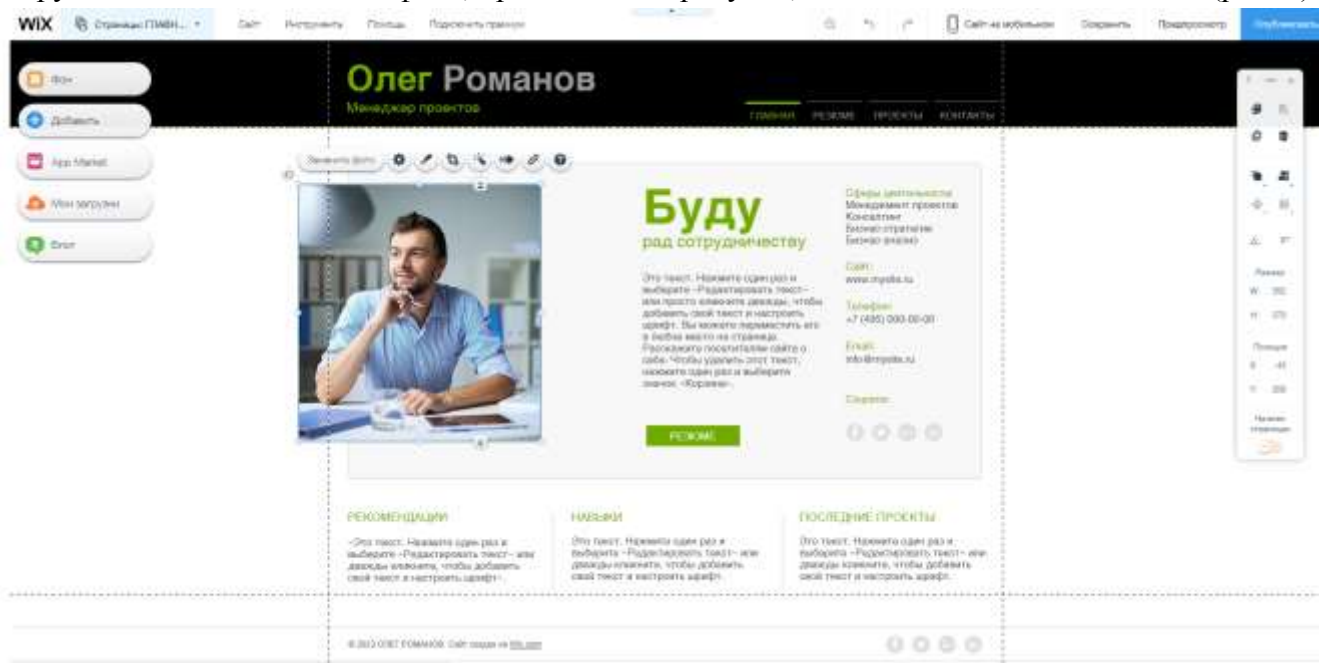 WiX
Страницы: ГЛАВН...
Сайт
Инструменты
Помощь
Подключить премиум
Сайт на мобильном
Сохранить
Предпросмотр
Опубликовать
Фон
Добавить
App Market
Мои загрузки
Блог
Олег Романов
Менеджер проектов
ГЛАВНАЯ РЕЗЮМЕ ПРОЕКТЫ КОНТАКТЫ
Заменить фото
Буду
рад сотрудничеству
Это текст. Нажмите один раз и
выберите «Редактировать текст»
или просто кликните дважды, чтобы
добавить свой текст и настроить
шрифт. Вы можете переместить его
в любое место на странице.
Расскажите посетителям сайта о
себе. Чтобы удалить этот текст,
нажмите один раз и выберите
значок «Корзины».
РЕЗЮМЕ
Сферы деятельности
Менеджмент проектов
Консалтинг
Бизнес-стратегии
Бизнес-анализ
Сайт:
www.mysite.ru
Телефон:
+7 (495) 000-00-00
Email:
info@mysite.ru
РЕКОМЕНДАЦИИ
«Это текст. Нажмите один раз и
выберите «Редактировать текст» или
дважды кликните, чтобы добавить
свой текст и настроить шрифт».
НАВЫКИ
Это текст. Нажмите один раз и
выберите «Редактировать текст» или
дважды кликните, чтобы добавить
свой текст и настроить шрифт.
ПОСЛЕДНИЕ ПРОЕКТЫ
Это текст. Нажмите один раз и
выберите «Редактировать текст» или
дважды кликните, чтобы добавить
свой текст и настроить шрифт.
Размер
Позиция
© 2023 ОЛЕГ РОМАНОВ. Сайт создан на Wix.com